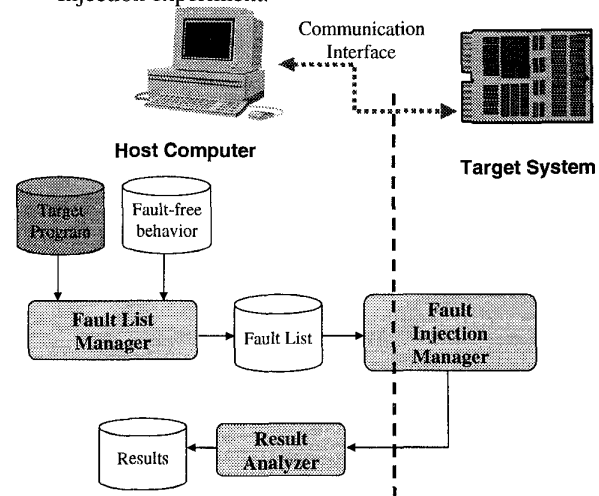 Injection experiment.
Communication
Interface
Host Computer
Target System
Target
Program
Fault-free
behavior
Fault List
Manager
Fault List
Fault
Injection
Manager
Results
Result
Analyzer